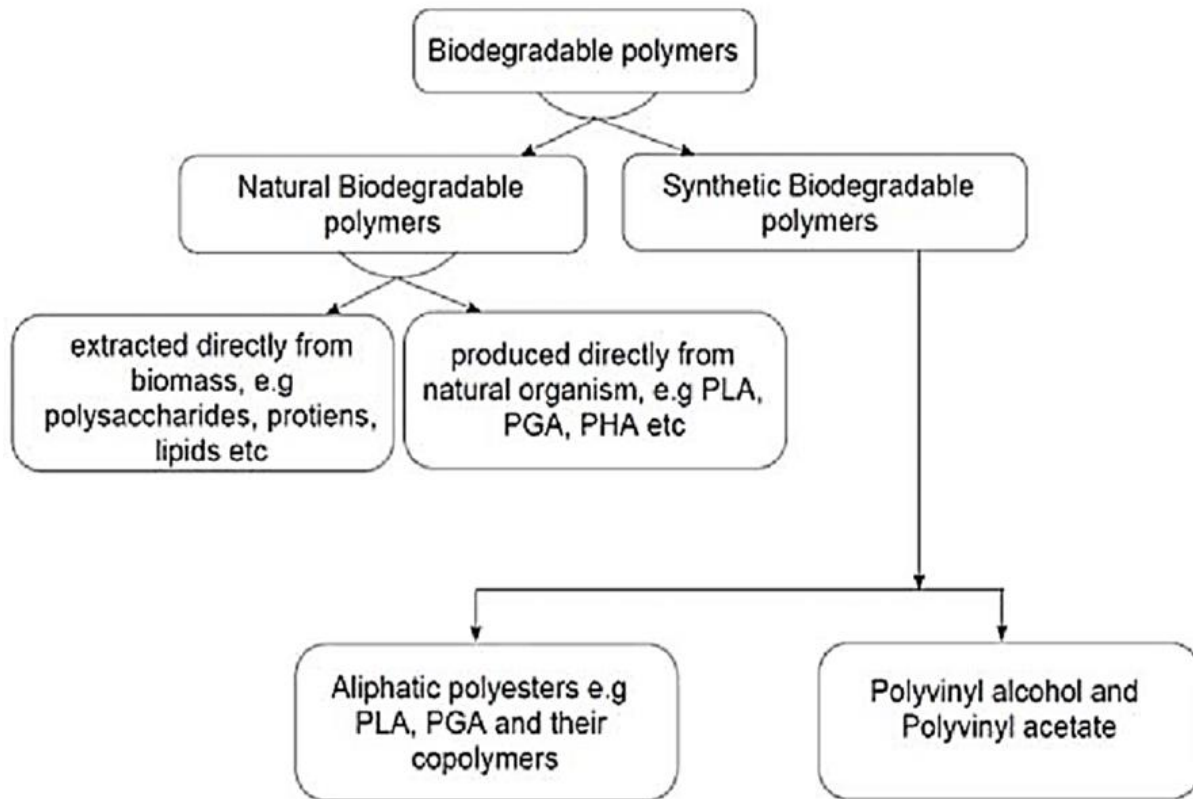 Biodegradable polymers
Natural Biodegradable
polymers
Synthetic Biodegradable
polymers
extracted directly from
biomass, e.g
polysaccharides, protiens,
lipids etc
produced directly from
natural organism, e.g PLA,
PGA, PHA etc
Aliphatic polyesters e.g
PLA, PGA and their
copolymers
Polyvinyl alcohol and
Polyvinyl acetate